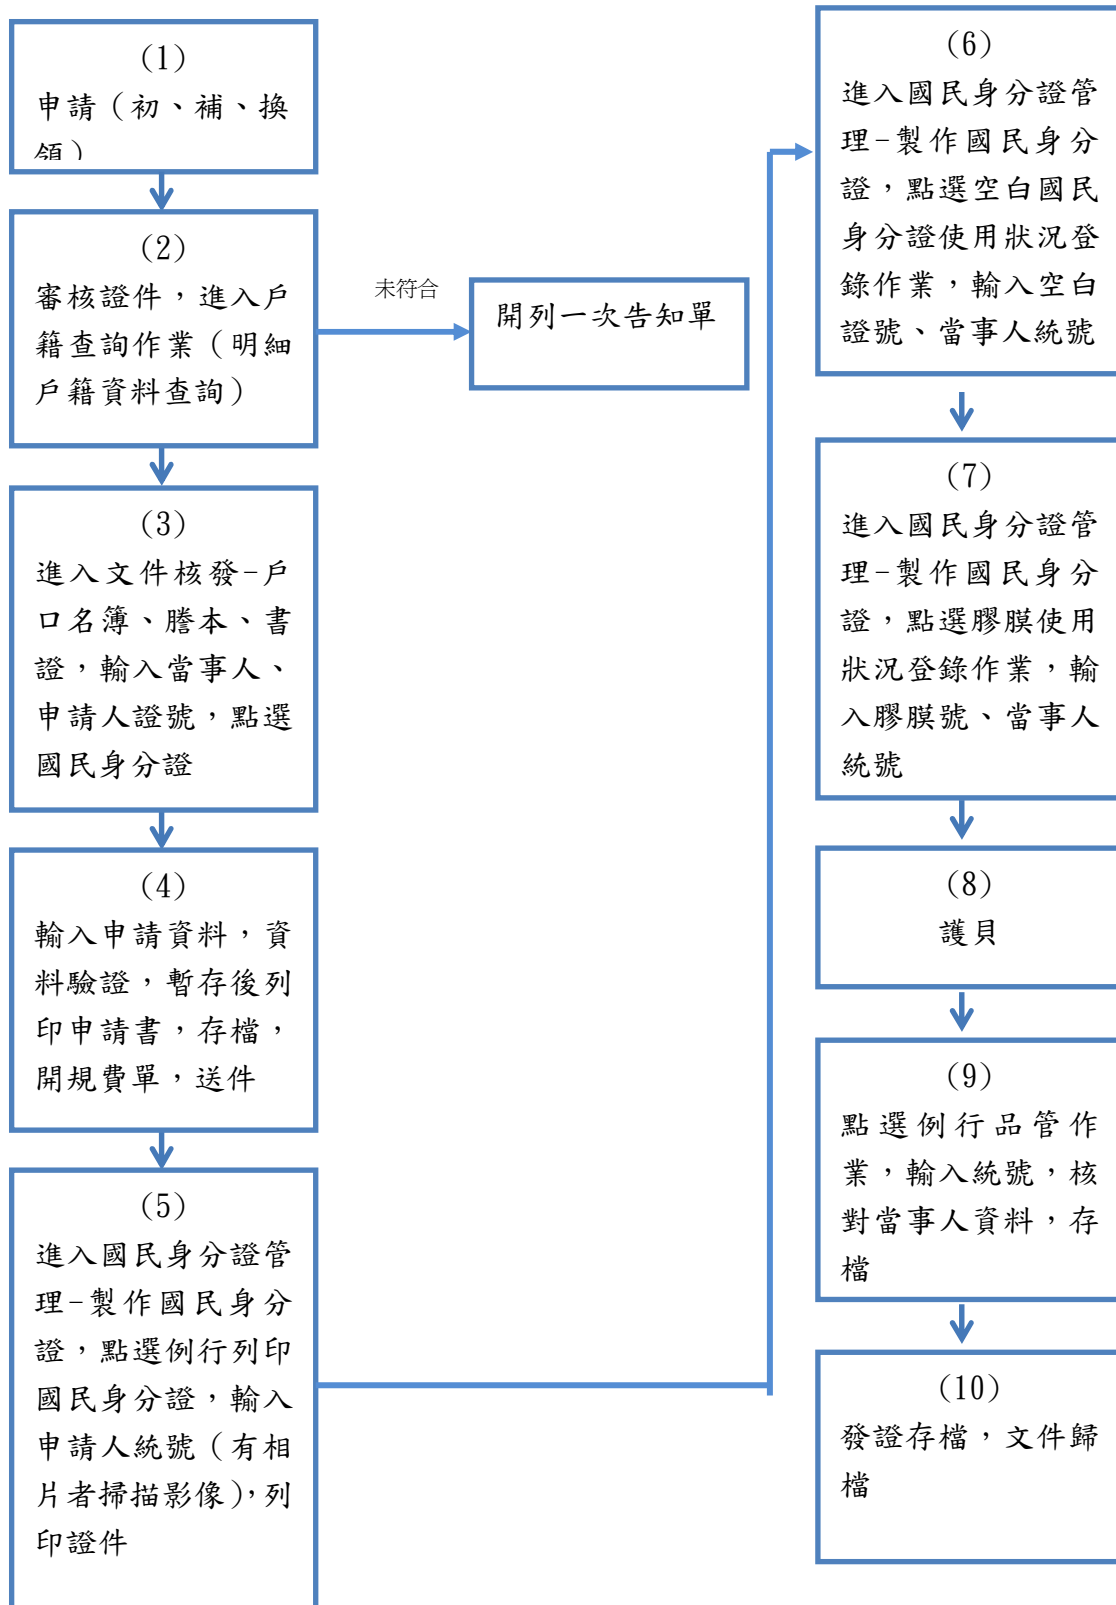 (1)
申請（初、補、換
領）
(2)
審核證件，進入戶
籍查詢作業（明細
戶籍資料查詢）
未符合
開列一次告知單
(3)
進入文件核發-戶
口名簿、謄本、書
證，輸入當事人、
申請人證號，點選
國民身分證
(4)
輸入申請資料，資
料驗證，暫存後列
印申請書，存檔，
開規費單，送件
(5)
進入國民身分證管
理-製作國民身分
證，點選例行列印
國民身分證，輸入
申請人統號（有相
片者掃描影像），列
印證件
(6)
進入國民身分證管
理-製作國民身分
證，點選空白國民
身分證使用狀況登
錄作業，輸入空白
證號、當事人統號
(7)
進入國民身分證管
理-製作國民身分
證，點選膠膜使用
狀況登錄作業，輸
入膠膜號、當事人
統號
(8)
護貝
(9)
點選例行品管作
業，輸入統號，核
對當事人資料，存
檔
(10)
發證存檔，文件歸
檔